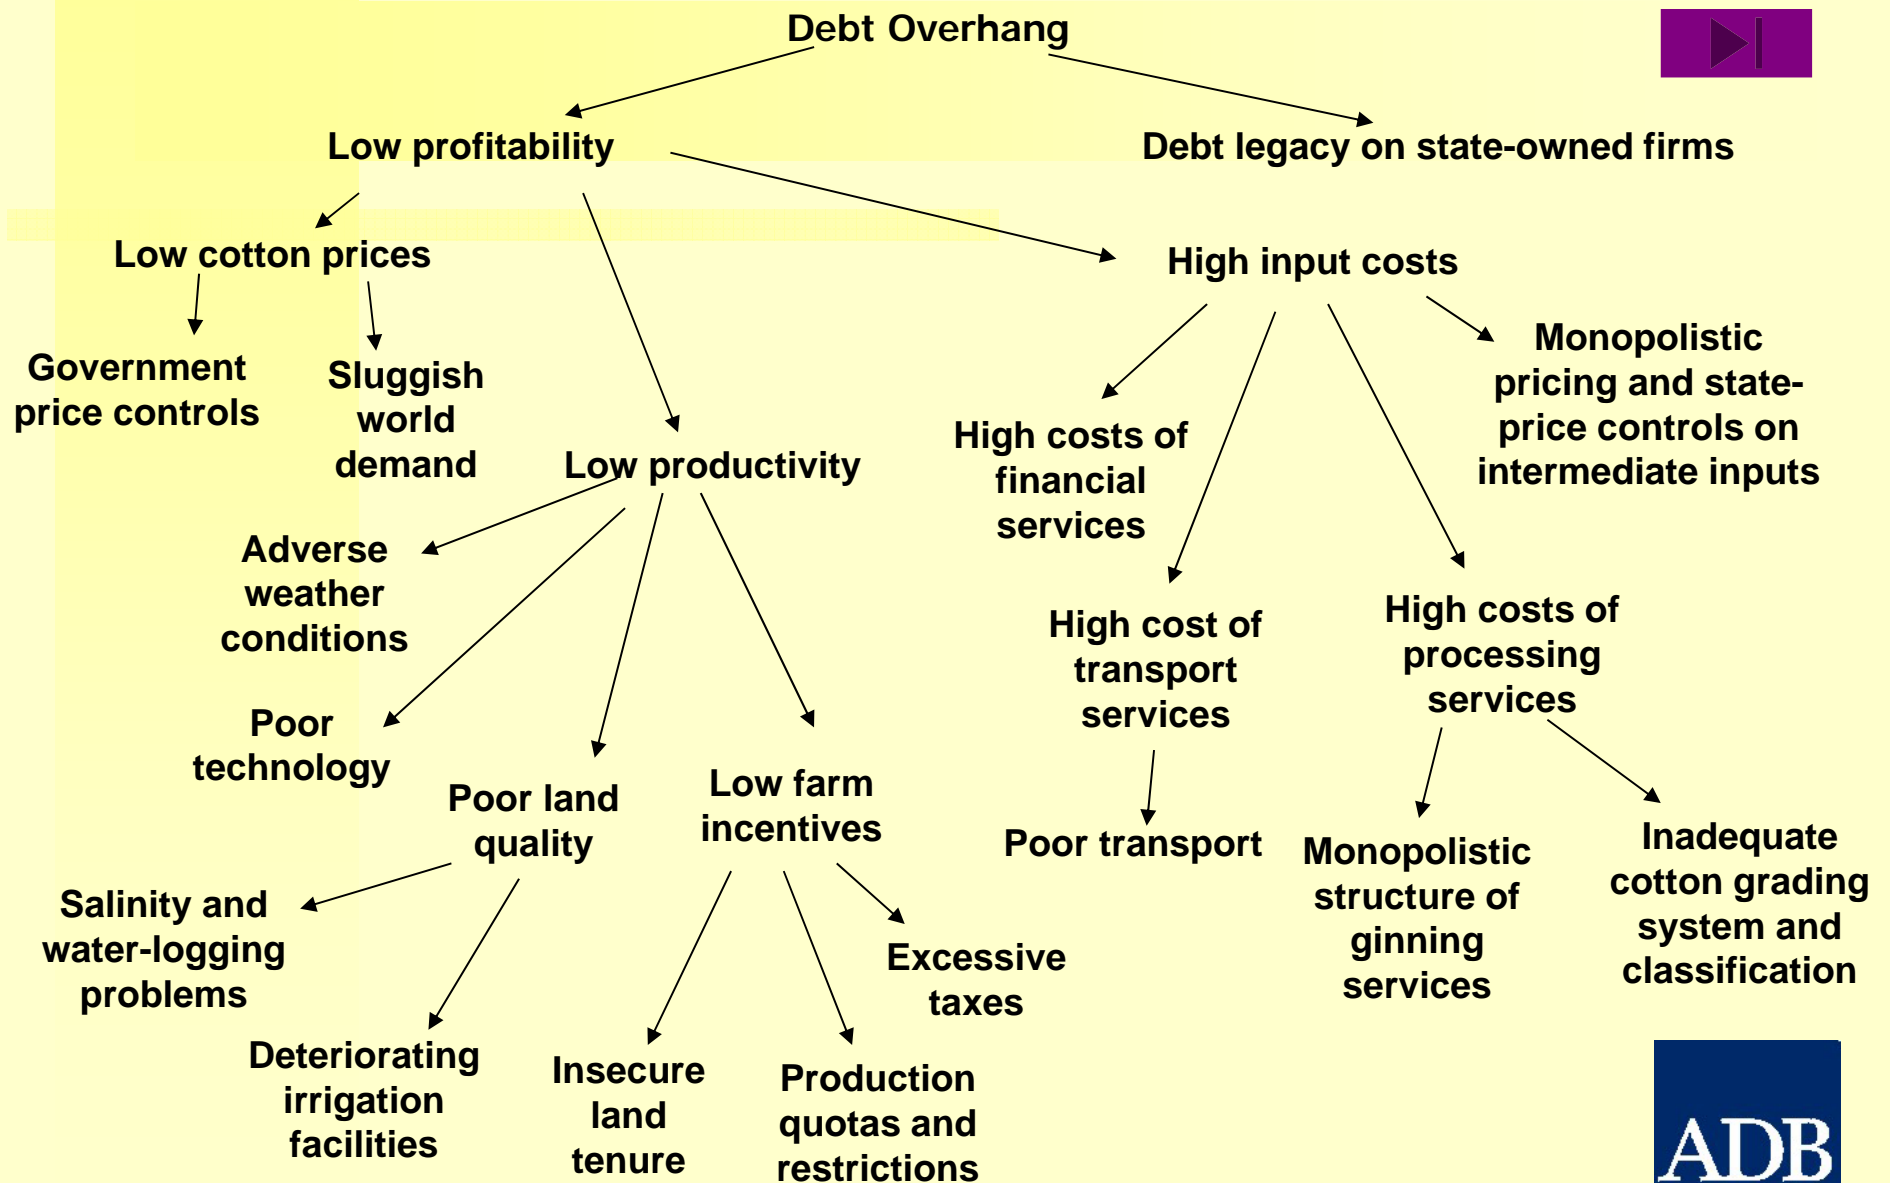 Debt Overhang
Low profitability
Debt legacy on state-owned firms
Low cotton prices
High input costs
Government
price controls
Sluggish
world
demand
Low productivity
High costs of
financial
services
Monopolistic
pricing and state-
price controls on
intermediate inputs
Adverse
weather
conditions
Poor
technology
Poor land
quality
Low farm
incentives
High cost of
transport
services
High costs of
processing
services
Poor transport
Monopolistic
structure of
ginning
services
Inadequate
cotton grading
system and
classification
Salinity and
water-logging
problems
Deteriorating
irrigation
facilities
Insecure
land
tenure
Production
quotas and
restrictions
Excessive
taxes
ADB